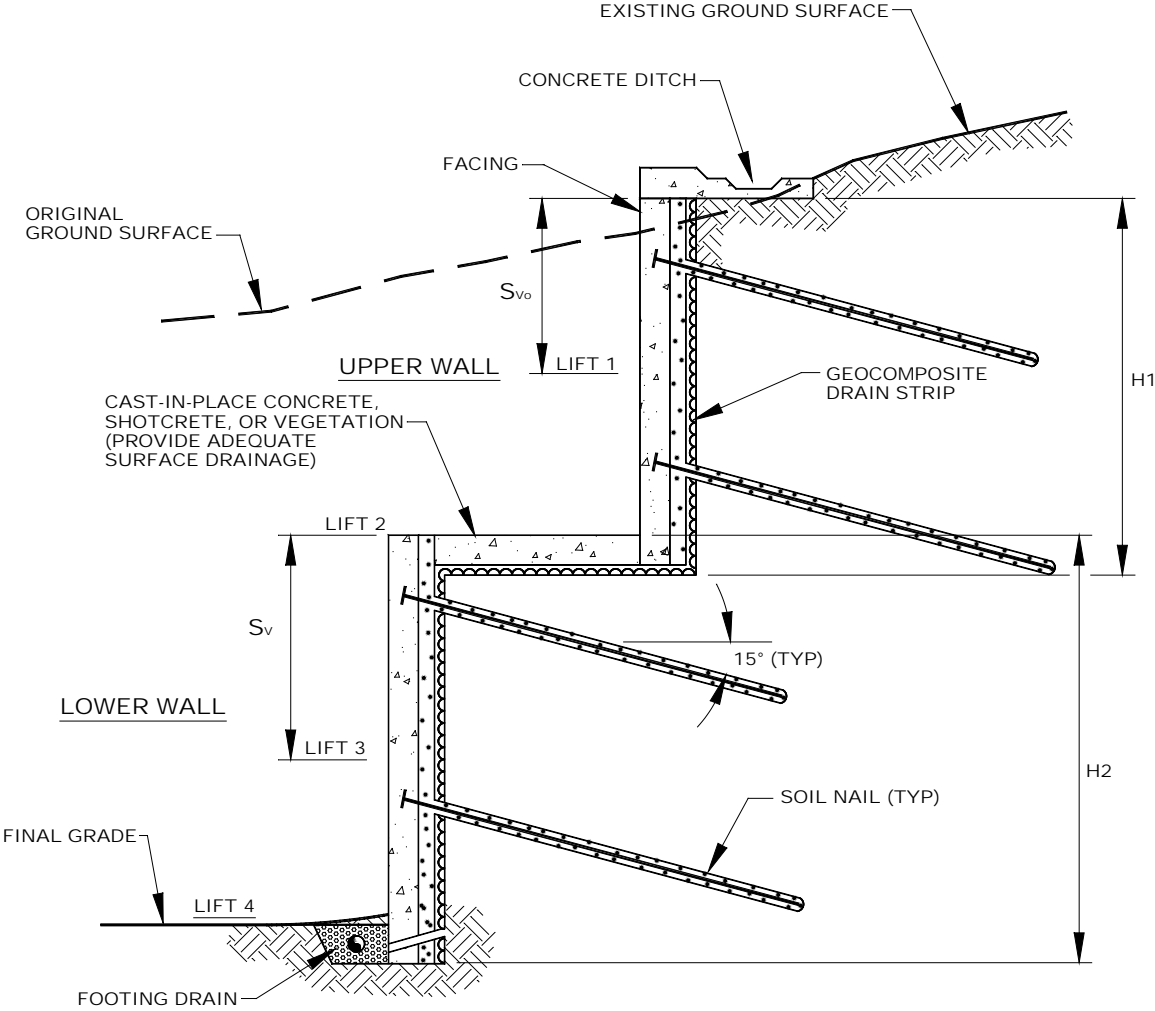 EXISTING GROUND SURFACE
CONCRETE DITCH
FACING
ORIGINAL
GROUND SURFACE
SVo
UPPER WALL
LIFT 1
GEOCOMPOSITE
DRAIN STRIP
H1
CAST-IN-PLACE CONCRETE,
SHOTCRETE, OR VEGETATION
(PROVIDE ADEQUATE
SURFACE DRAINAGE)
LIFT 2
SV
15° (TYP)
LOWER WALL
LIFT 3
H2
SOIL NAIL (TYP)
FINAL GRADE
LIFT 4
FOOTING DRAIN